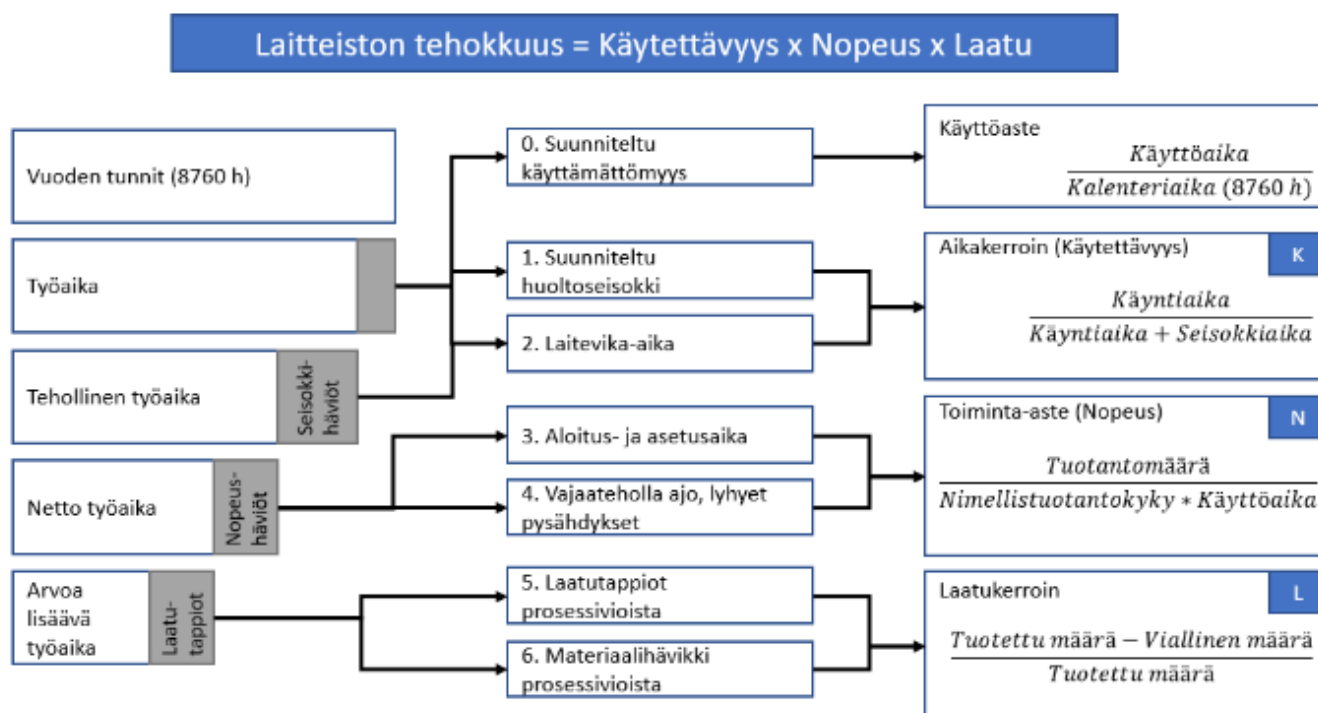 Laitteiston tehokkuus = Käytettävyys x Nopeus x Laatu
Vuoden tunnit (8760 h)
Työaika
Tehollinen työaika
Seisokki-
häviöt
Netto työaika
Nopeus-
häviöt
Arvoa
lisäävä
työaika
Laatu-
tappiot
0. Suunniteltu
käyttämättömyys
1. Suunniteltu
huoltoseisokki
2. Laitevika-aika
3. Aloitus- ja asetusaika
4. Vajaateholla ajo, lyhyet
pysähdykset
5. Laatutappiot
prosessivioista
6. Materiaalihävikki
prosessivioista
Käyttöaste
Käyttöaika
Kalenteriaika (8760 h)
Aikakerroin (Käytettävyys)
K
Käyntiaika
Käyntiaika + Seisokkiaika
Toiminta-aste (Nopeus)
N
Tuotantomäärä
Nimellistuotantokyky * Käyttöaika
Laatukerroin
L
Tuotettu määrä − Viallinen määrä
Tuotettu määrä